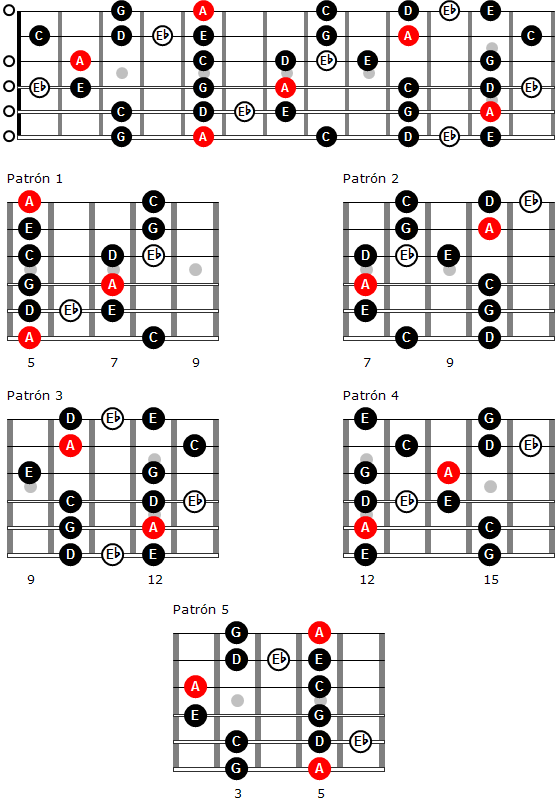 G A C D E♭ E
C D E♭ E G A C
A C D E♭ E G
E♭ E G A C D E♭
C D E♭ E G A
G A C D E♭ E
Patrón 1
A C
E G
C D E♭
G A
D E♭ E
A C
5 7 9
Patrón 2
C D E♭
G A
D E♭ E
A C
E G
C D
7 9
Patrón 3
D E♭ E
A C
E G
C D E♭
G A
D E♭ E
9 12
Patrón 4
E G
C D E♭
G A
D E♭ E
A C
E G
12 15
Patrón 5
G A
D E♭ E
A C
E G
C D E♭
G A
3 5